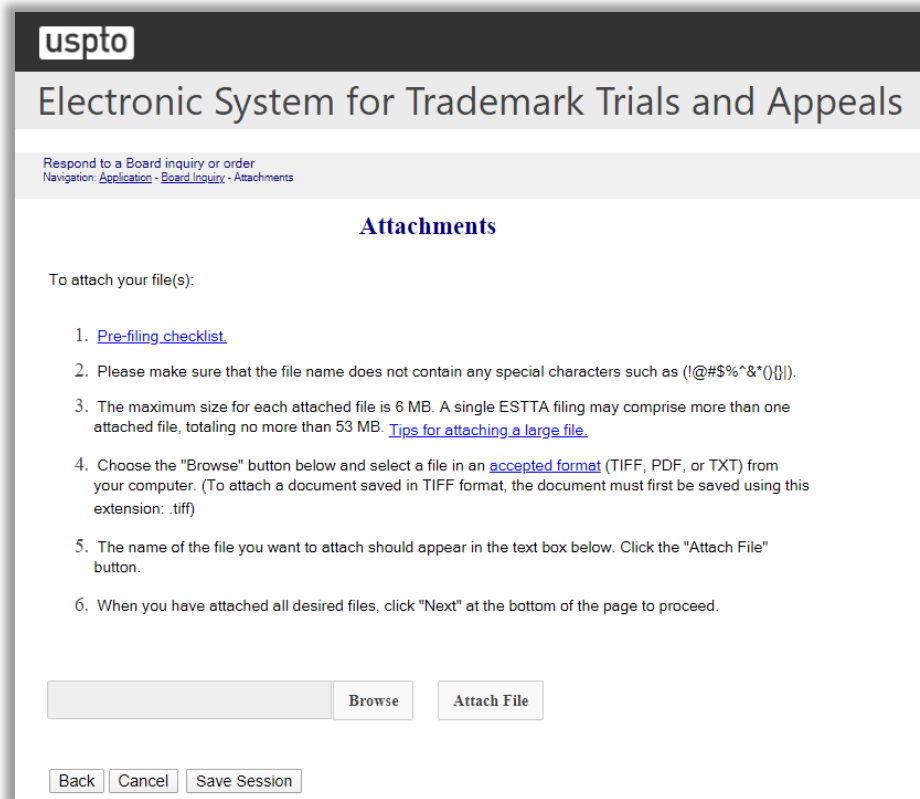 uspto
Electronic System for Trademark Trials and Appeals
Respond to a Board inquiry or order
Navigation: Application - Board Inquiry - Attachments
Attachments
To attach your file(s):
1. Pre-filing checklist.
2. Please make sure that the file name does not contain any special characters such as (!@#$%^&*(){}|).
3. The maximum size for each attached file is 6 MB. A single ESTTA filing may comprise more than one
attached file, totaling no more than 53 MB. Tips for attaching a large file.
4. Choose the "Browse" button below and select a file in an accepted format (TIFF, PDF, or TXT) from
your computer. (To attach a document saved in TIFF format, the document must first be saved using this
extension: .tiff)
5. The name of the file you want to attach should appear in the text box below. Click the "Attach File"
button.
6. When you have attached all desired files, click "Next" at the bottom of the page to proceed.
Browse Attach File
Back Cancel Save Session